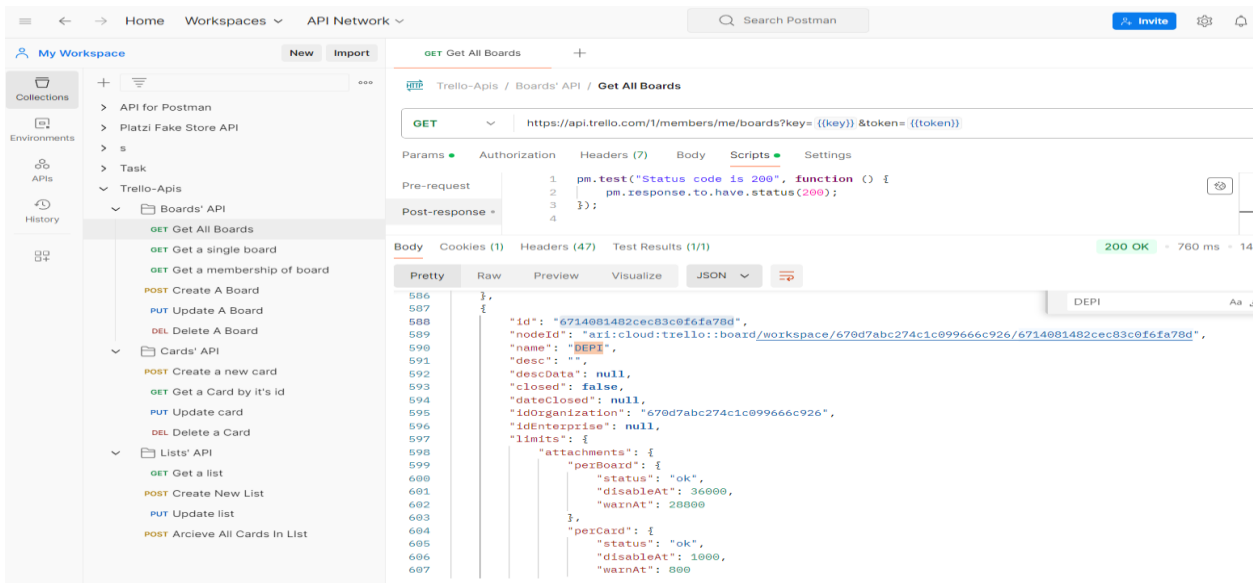 Home Workspaces API Network Search Postman Invite
My Workspace New Import
GET Get All Boards
Collections
Environments
APIs
History
API for Postman
Platzi Fake Store API
s
Task
Trello-Apis
Boards' API
GET Get All Boards
GET Get a single board
GET Get a membership of board
POST Create A Board
PUT Update A Board
DEL Delete A Board
Cards' API
POST Create a new card
GET Get a Card by it's id
PUT Update card
DEL Delete a Card
Lists' API
GET Get a list
POST Create New List
PUT Update list
POST Arcieve All Cards In LIst
HTTP Trello-Apis / Boards' API / Get All Boards
GET https://api.trello.com/1/members/me/boards?key= {{key}} &token= {{token}}
Params Authorization Headers (7) Body Scripts Settings
Pre-request
Post-response
1 pm.test("Status code is 200", function () {
2 pm.response.to.have.status(200);
3 });
4
Body Cookies (1) Headers (47) Test Results (1/1) 200 OK 760 ms 14
Pretty Raw Preview Visualize JSON
DEPI Aa
586 },
587 {
588 "id": "6714081482cec83c0f6fa78d",
589 "nodeId": "ari:cloud:trello::board/workspace/670d7abc274c1c099666c926/6714081482cec83c0f6fa78d",
590 "name": "DEPI",
591 "desc": "",
592 "descData": null,
593 "closed": false,
594 "dateClosed": null,
595 "idOrganization": "670d7abc274c1c099666c926",
596 "idEnterprise": null,
597 "limits": {
598 "attachments": {
599 "perBoard": {
600 "status": "ok",
601 "disableAt": 36000,
602 "warnAt": 28800
603 },
604 "perCard": {
605 "status": "ok",
606 "disableAt": 1000,
607 "warnAt": 800